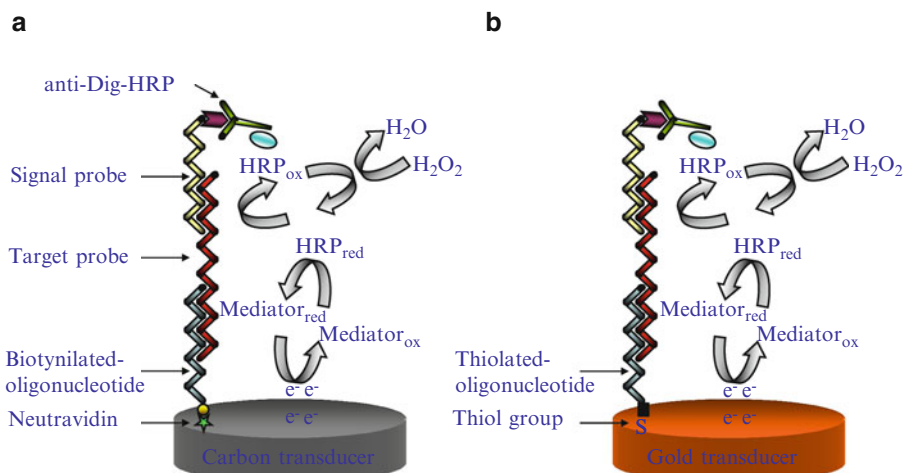 a
anti-Dig-HRP
Signal probe
Target probe
Biotynilated-
oligonucleotide
Neutravidin
H₂O
H₂O₂
HRPox
HRPred
Mediatorred
Mediatorox
e⁻ e⁻
e⁻ e⁻
Carbon transducer
b
H₂O
H₂O₂
HRPox
HRPred
Mediatorred
Mediatorox
Thiolated-
oligonucleotide
Thiol group
S
e⁻ e⁻
e⁻ e⁻
Gold transducer